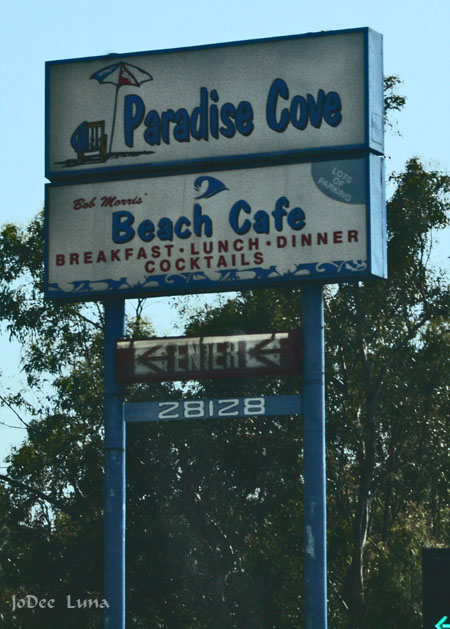 Paradise Cove
Bob Morris'
Beach Cafe
LOTS
OF
PARKING
BREAKFAST • LUNCH • DINNER
COCKTAILS
ENTER
28128
JoDee Luna